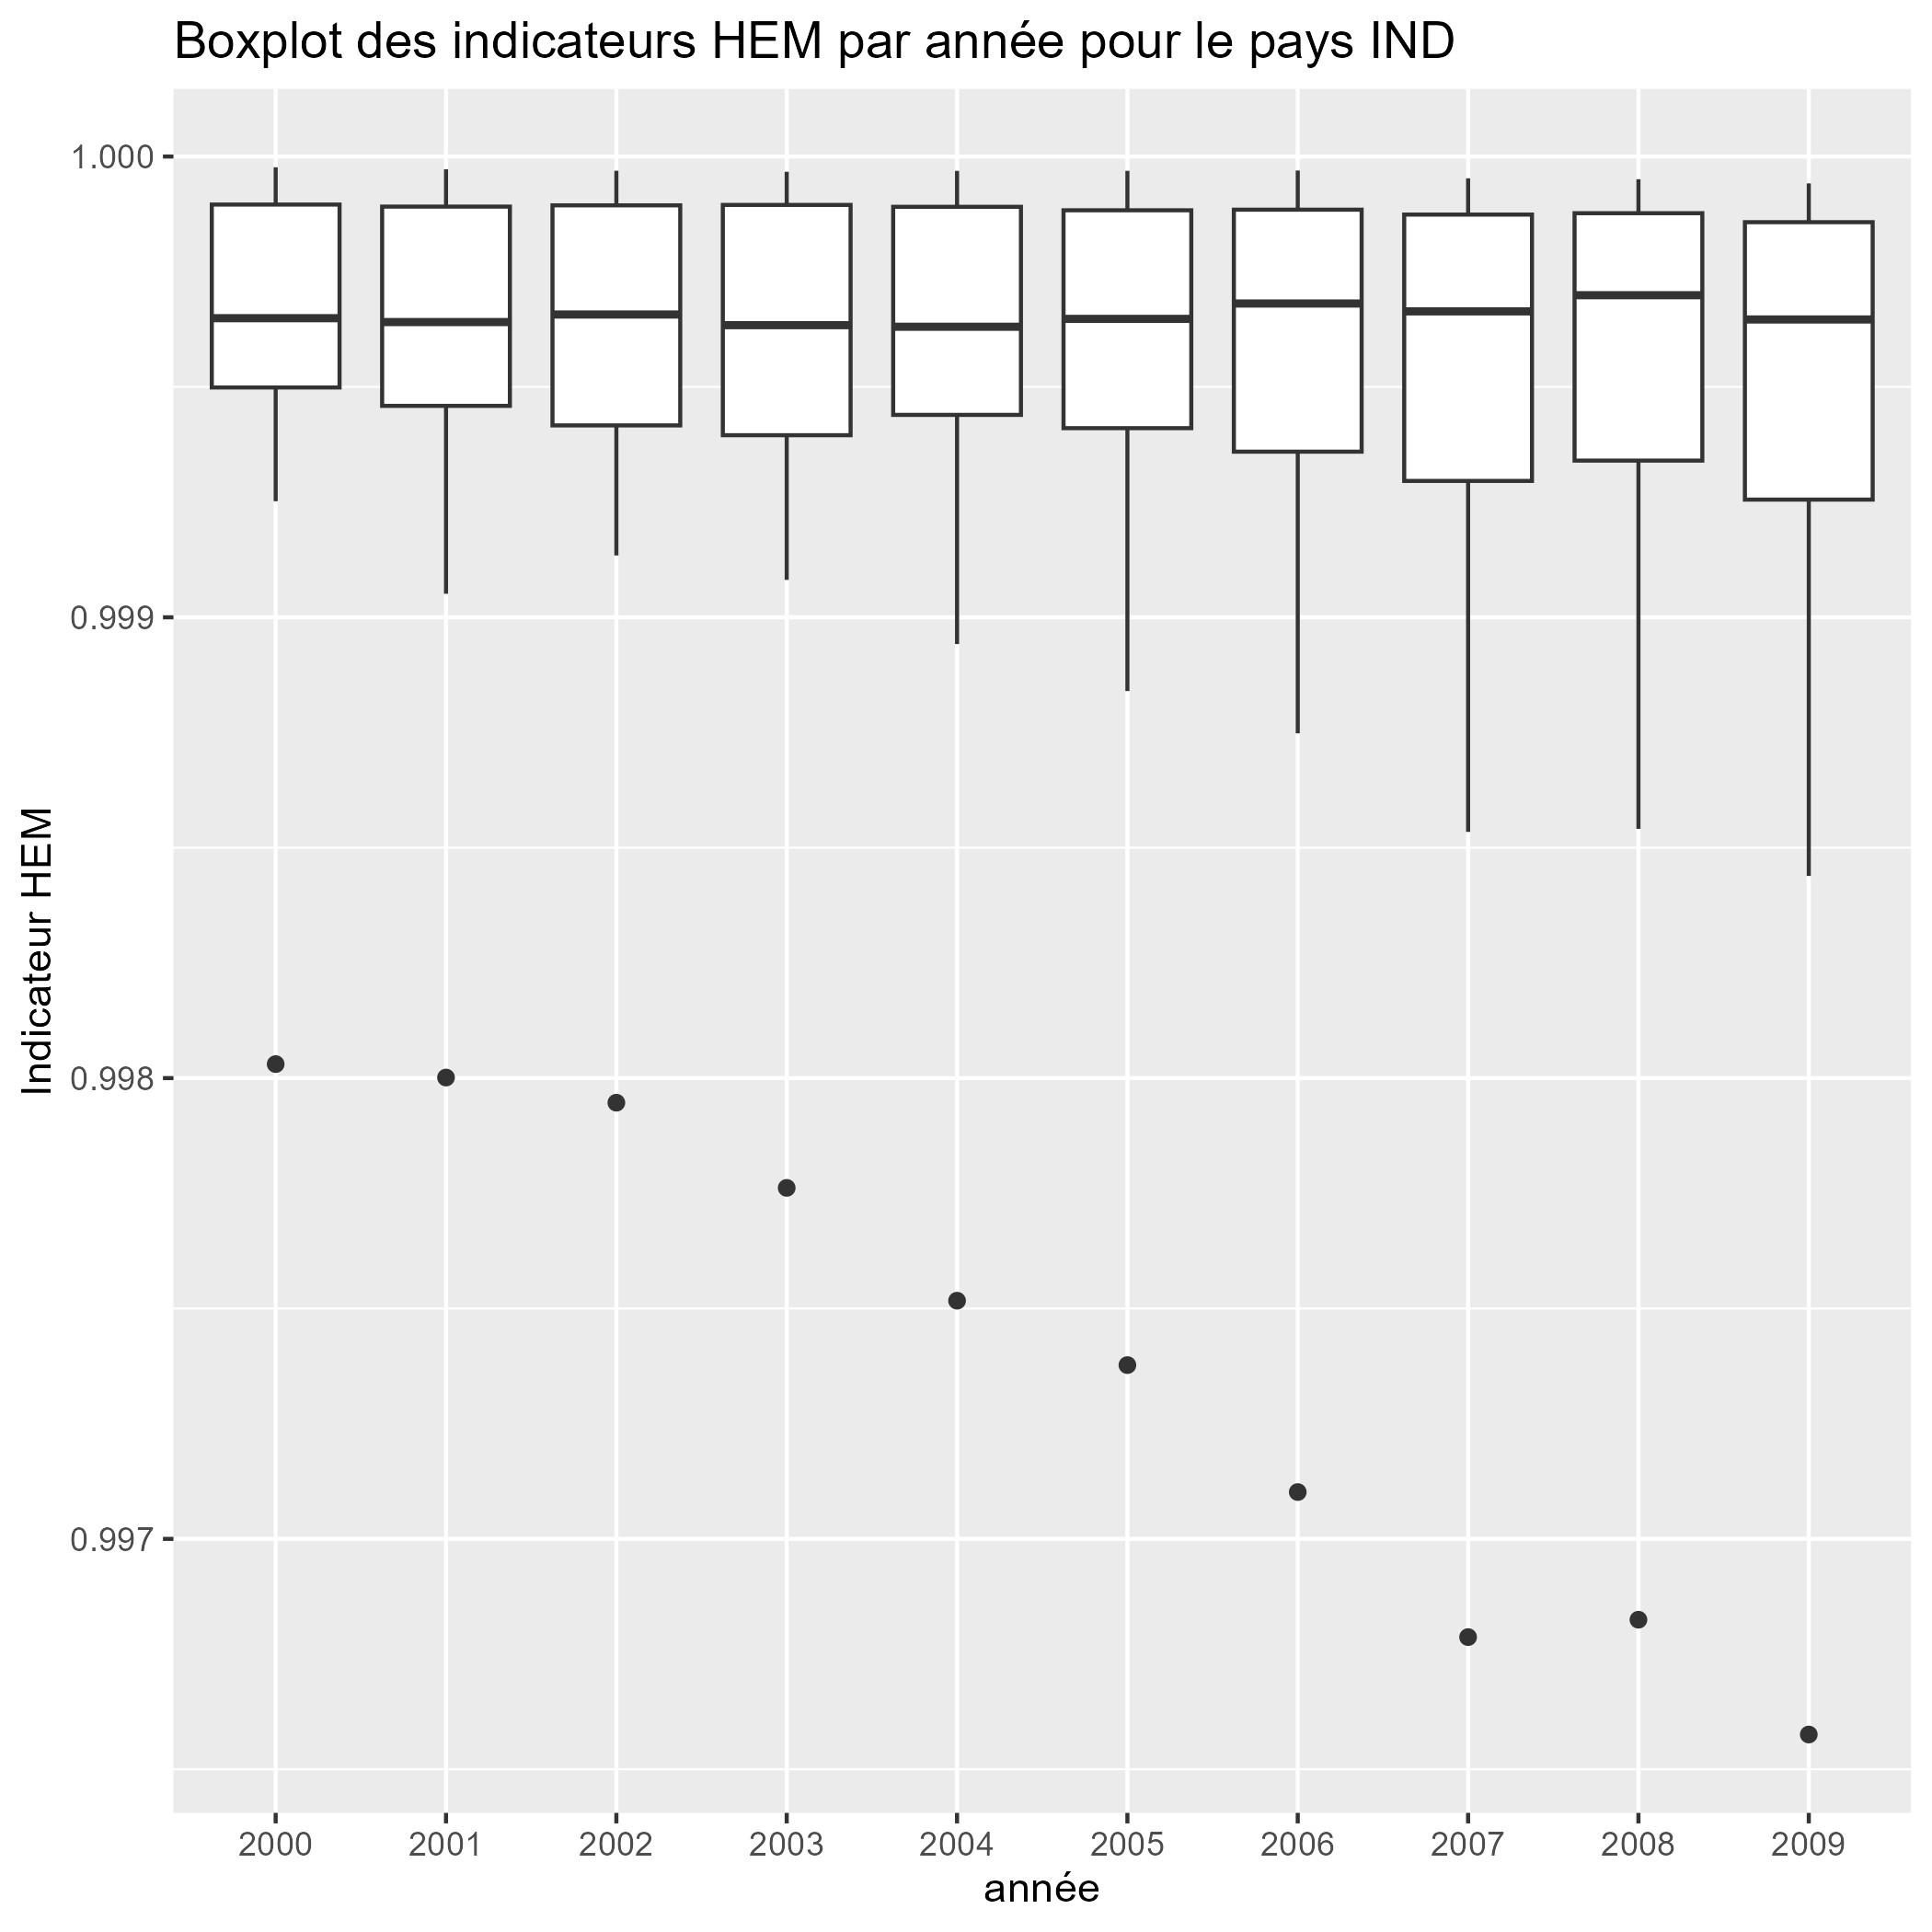 Boxplot des indicateurs HEM par année pour le pays IND
Indicateur HEM
1.000
0.999
0.998
0.997
2000 2001 2002 2003 2004 2005 2006 2007 2008 2009
année